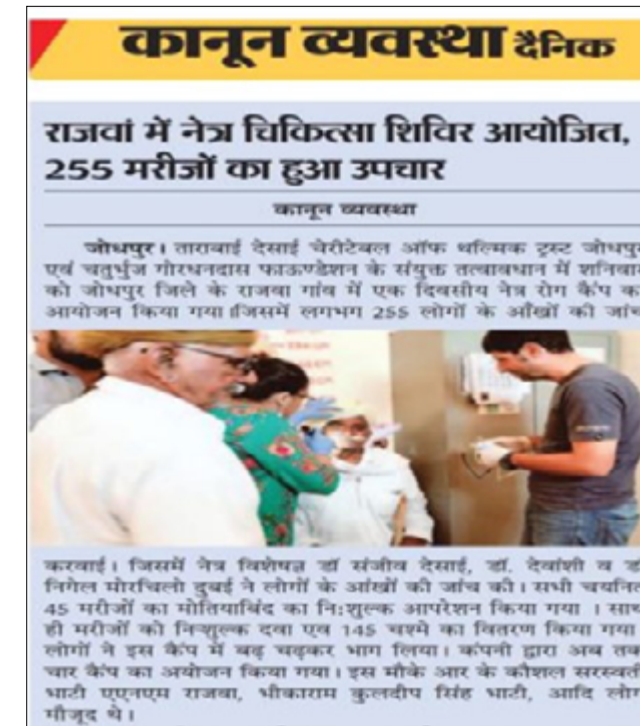 कानून व्यवस्था दैनिक
राजवां में नेत्र चिकित्सा शिविर आयोजित,
255 मरीजों का हुआ उपचार
कानून व्यवस्था
जोधपुर। ताराबाई देसाई चेरीटेबल ऑफ थल्मिक ट्रस्ट जोधपुर
एवं चतुर्भुज गोरधनदास फाऊण्डेशन के संयुक्त तत्वावधान में शनिवार
को जोधपुर जिले के राजवा गांव में एक दिवसीय नेत्र रोग कैंप का
आयोजन किया गया।जिसमें लगभग 255 लोगों के आँखों की जांच
करवाई। जिसमें नेत्र विशेषज्ञ डॉ संजीव देसाई, डॉ. देवांशी व डॉ
निगेल मोरचिलो दुबई ने लोगों के आंखों की जांच की। सभी चयनित
45 मरीजों का मोतियाबिंद का नि:शुल्क आपरेशन किया गया । साथ
ही मरीजों को निःशुल्क दवा एव 145 चश्मे का वितरण किया गया
लोगों ने इस कैंप में बढ़ चढ़कर भाग लिया। कंपनी द्वारा अब तक
चार कैंप का अयोजन किया गया। इस मौके आर के कौशल सरस्वती
भाटी एएनएम राजवा, भीकाराम कुलदीप सिंह भाटी, आदि लोग
मौजूद थे।